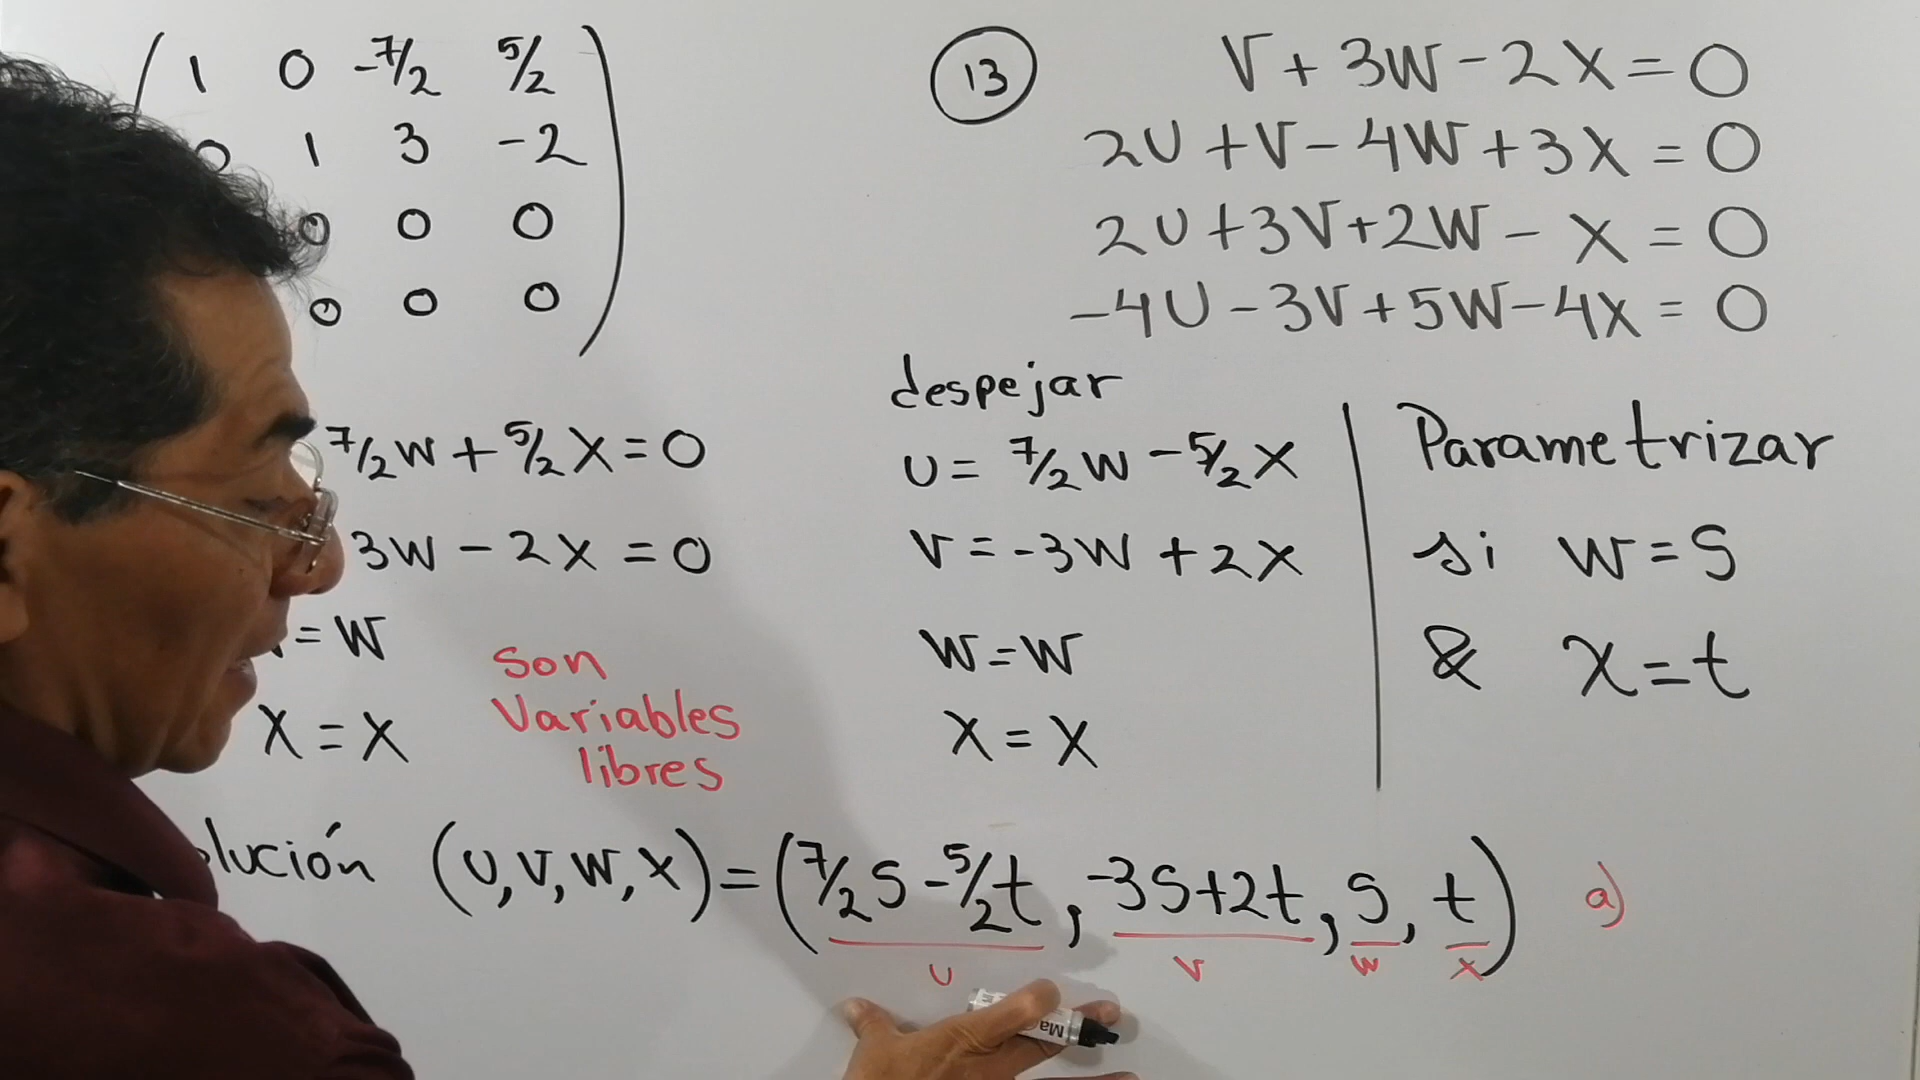 1 0 -7/2 5/2
0 1 3 -2
0 0 0
0 0 0
7/2 W + 5/2 X = 0
3W - 2X = 0
= W
X = X
Son
Variables
libres
13
V + 3W - 2X = 0
2U + V - 4W + 3X = 0
2U + 3V + 2W - X = 0
-4U - 3V + 5W - 4X = 0
despejar
U = 7/2 W - 5/2 X
V = -3W + 2X
W = W
X = X
Parametrizar
si W = S
& X = t
olución (U, V, W, X) = (7/2 S - 5/2 t, -3S + 2t, S, t) a)
U V W X
Ma